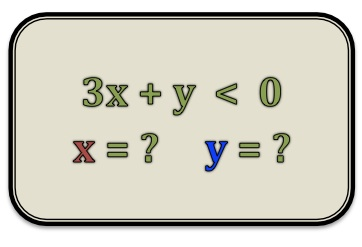 3x + y < 0
x = ? y = ?